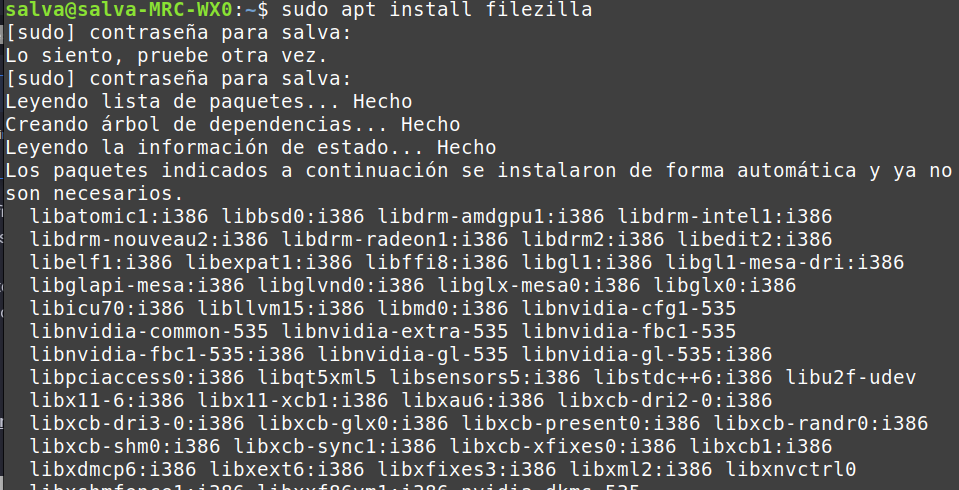 salva@salva-MRC-WX0:~$ sudo apt install filezilla
[sudo] contraseña para salva:
Lo siento, pruebe otra vez.
[sudo] contraseña para salva:
Leyendo lista de paquetes... Hecho
Creando árbol de dependencias... Hecho
Leyendo la información de estado... Hecho
Los paquetes indicados a continuación se instalaron de forma automática y ya no
son necesarios.
  libatomic1:i386 libbsd0:i386 libdrm-amdgpu1:i386 libdrm-intel1:i386
  libdrm-nouveau2:i386 libdrm-radeon1:i386 libdrm2:i386 libedit2:i386
  libelf1:i386 libexpat1:i386 libffi8:i386 libgl1:i386 libgl1-mesa-dri:i386
  libglapi-mesa:i386 libglvnd0:i386 libglx-mesa0:i386 libglx0:i386
  libicu70:i386 libllvm15:i386 libmd0:i386 libnvidia-cfg1-535
  libnvidia-common-535 libnvidia-extra-535 libnvidia-fbc1-535
  libnvidia-fbc1-535:i386 libnvidia-gl-535 libnvidia-gl-535:i386
  libpciaccess0:i386 libqt5xml5 libsensors5:i386 libstdc++6:i386 libu2f-udev
  libx11-6:i386 libx11-xcb1:i386 libxau6:i386 libxcb-dri2-0:i386
  libxcb-dri3-0:i386 libxcb-glx0:i386 libxcb-present0:i386 libxcb-randr0:i386
  libxcb-shm0:i386 libxcb-sync1:i386 libxcb-xfixes0:i386 libxcb1:i386
  libxdmcp6:i386 libxext6:i386 libxfixes3:i386 libxml2:i386 libxnvctrl0
  libxshmfence1:i386 libxxf86vm1:i386 nvidia-dkms-535